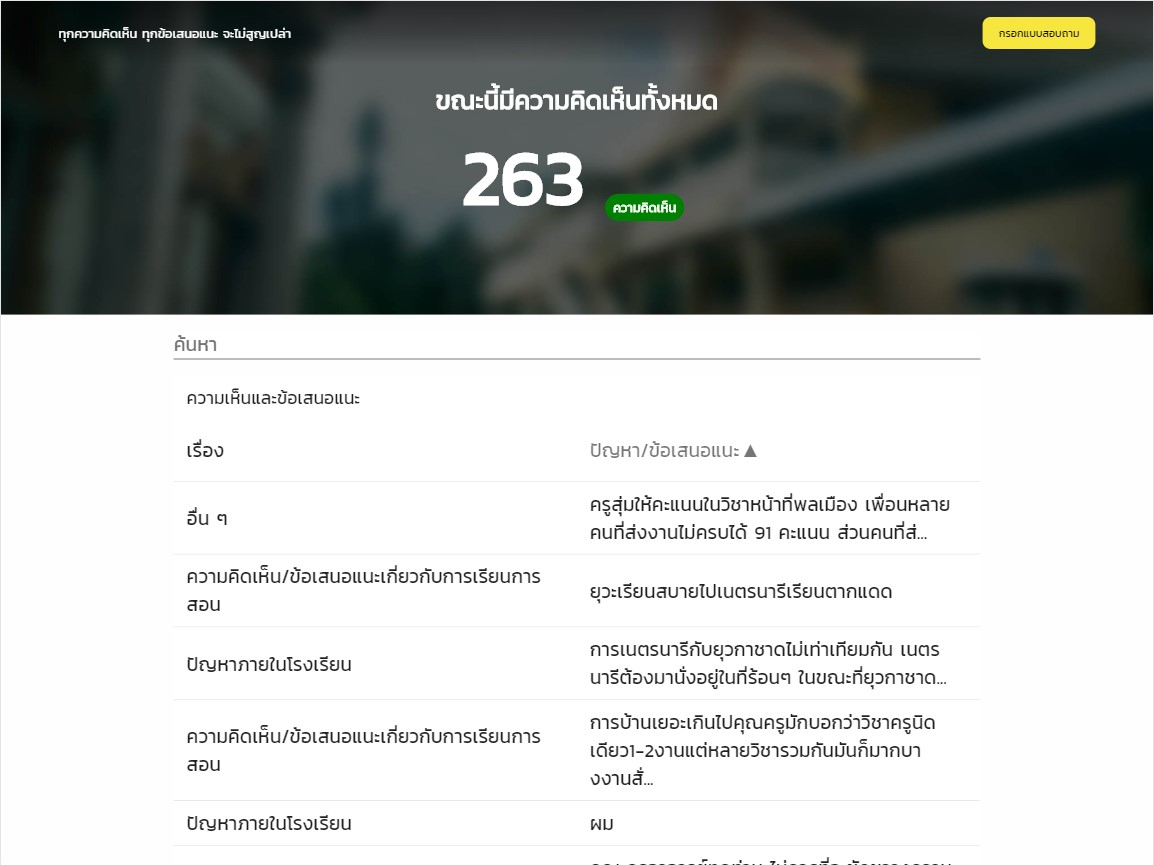 ทุกความคิดเห็น ทุกข้อเสนอแนะ จะไม่สูญเปล่า
กรอกแบบสอบถาม
ขณะนี้มีความคิดเห็นทั้งหมด
263
ความคิดเห็น
ค้นหา
ความเห็นและข้อเสนอแนะ
เรื่อง
ปัญหา/ข้อเสนอแนะ▲
อื่น ๆ
ครูสุ่มให้คะแนนในวิชาหน้าที่พลเมือง เพื่อนหลาย
คนที่ส่งงานไม่ครบได้ 91 คะแนน ส่วนคนที่ส่...
ความคิดเห็น/ข้อเสนอแนะเกี่ยวกับการเรียนการ
สอน
ยุวะเรียนสบายไปเนตรนารีเรียนตากแดด
ปัญหาภายในโรงเรียน
การเนตรนารีกับยุวกาชาดไม่เท่าเทียมกัน เนตร
นารีต้องมานั่งอยู่ในที่ร้อนๆ ในขณะที่ยุวกาชาด...
ความคิดเห็น/ข้อเสนอแนะเกี่ยวกับการเรียนการ
สอน
การบ้านเยอะเกินไปคุณครูมักบอกว่าวิชาครูนิด
เดียว1-2งานแต่หลายวิชารวมกันมันก็มากบา
งงานสั่...
ปัญหาภายในโรงเรียน
ผม